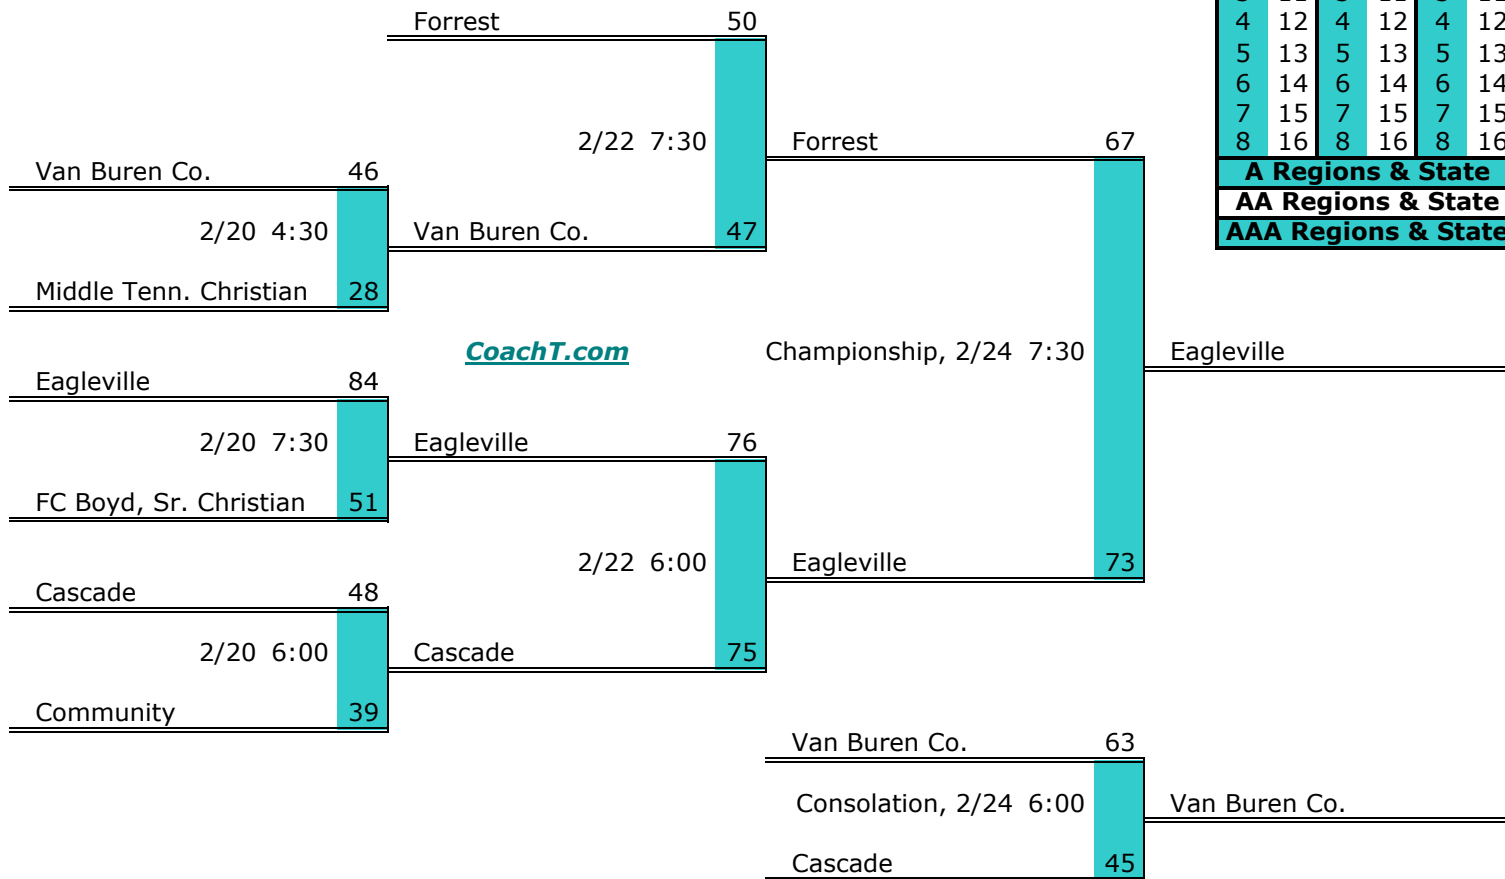 Forrest 50
4 12 4 12 4 12
5 13 5 13 5 13
6 14 6 14 6 14
7 15 7 15 7 15
2/22 7:30 Forrest 67
8 16 8 16 8 16
Van Buren Co. 46
A Regions & State
AA Regions & State
2/20 4:30 Van Buren Co. 47
AAA Regions & State
Middle Tenn. Christian 28
CoachT.com Championship, 2/24 7:30 Eagleville
Eagleville 84
2/20 7:30 Eagleville 76
FC Boyd, Sr. Christian 51
2/22 6:00 Eagleville 73
Cascade 48
2/20 6:00 Cascade 75
Community 39
Van Buren Co. 63
Consolation, 2/24 6:00 Van Buren Co.
Cascade 45